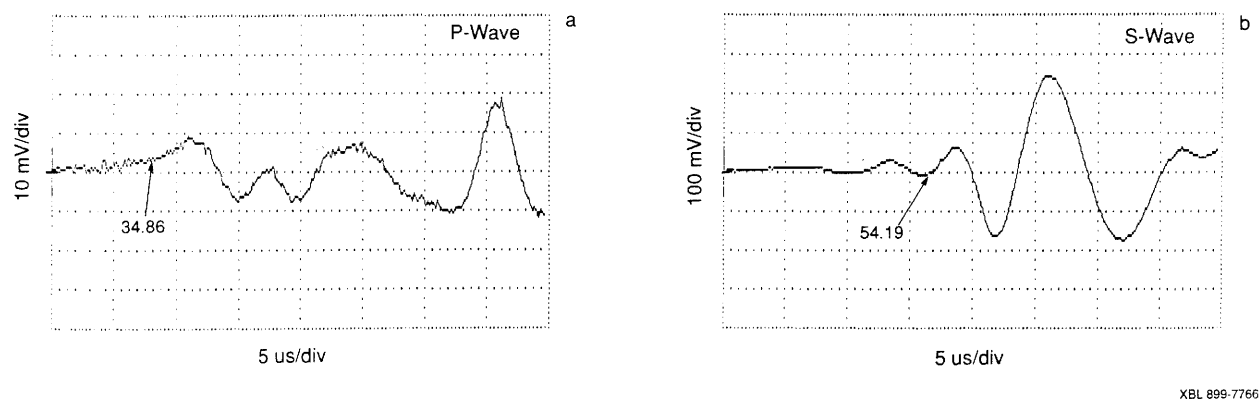 a
P-Wave
10 mV/div
34.86
5 us/div
b
S-Wave
100 mV/div
54.19
5 us/div
XBL 899-7766